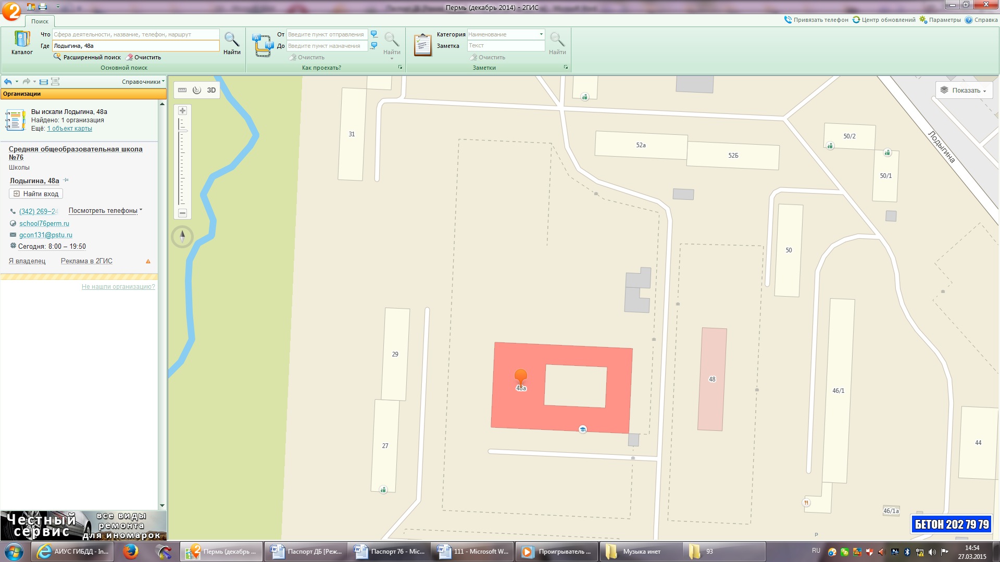 Пермь (декабрь 2014) - 2ГИС
Поиск
Привязать телефон
Центр обновлений
Параметры
Справка
Каталог
Что
Сфера деятельности, название, телефон, маршрут
Где
Лодыгина, 48а
Расширенный поиск
Очистить
Найти
Основной поиск
От
Введите пункт отправления
До
Введите пункт назначения
Очистить
Найти
Как проехать?
Категория
Наименование
Заметка
Текст
Очистить
Найти
Заметки
Справочники
Организации
Вы искали Лодыгина, 48а
Найдено: 1 организация
Ещё: 1 объект карты
Средняя общеобразовательная школа
№76
Школы
Лодыгина, 48а
Найти вход
(342) 269–24
Посмотреть телефоны
school76perm.ru
gcon131@pstu.ru
Сегодня: 8:00 – 19:50
Я владелец
Реклама в 2ГИС
Не нашли организацию?
Честный
сервис
все виды
ремонта
для иномарок
3D
Показать
31
52а
52Б
50/2
50/1
Лодыгина
50
29
48а
48
46/1
27
44
46/1а
P
БЕТОН 202 79 79
АИУС ГИБДД - In...
Пермь (декабрь ...
Паспорт ДБ [Реж...
Паспорт 76 - Mic...
111 - Microsoft W...
Проигрыватель ...
Музыка инет
93
RU
14:54
27.03.2015